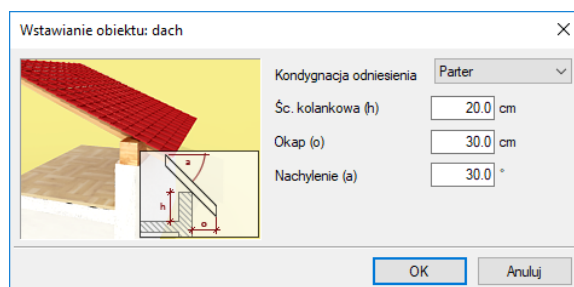 Wstawianie obiektu: dach
Kondygnacja odniesienia Parter
Śc. kolankowa (h) 20.0 cm
Okap (o) 30.0 cm
Nachylenie (a) 30.0 °
a
h
o
OK Anuluj